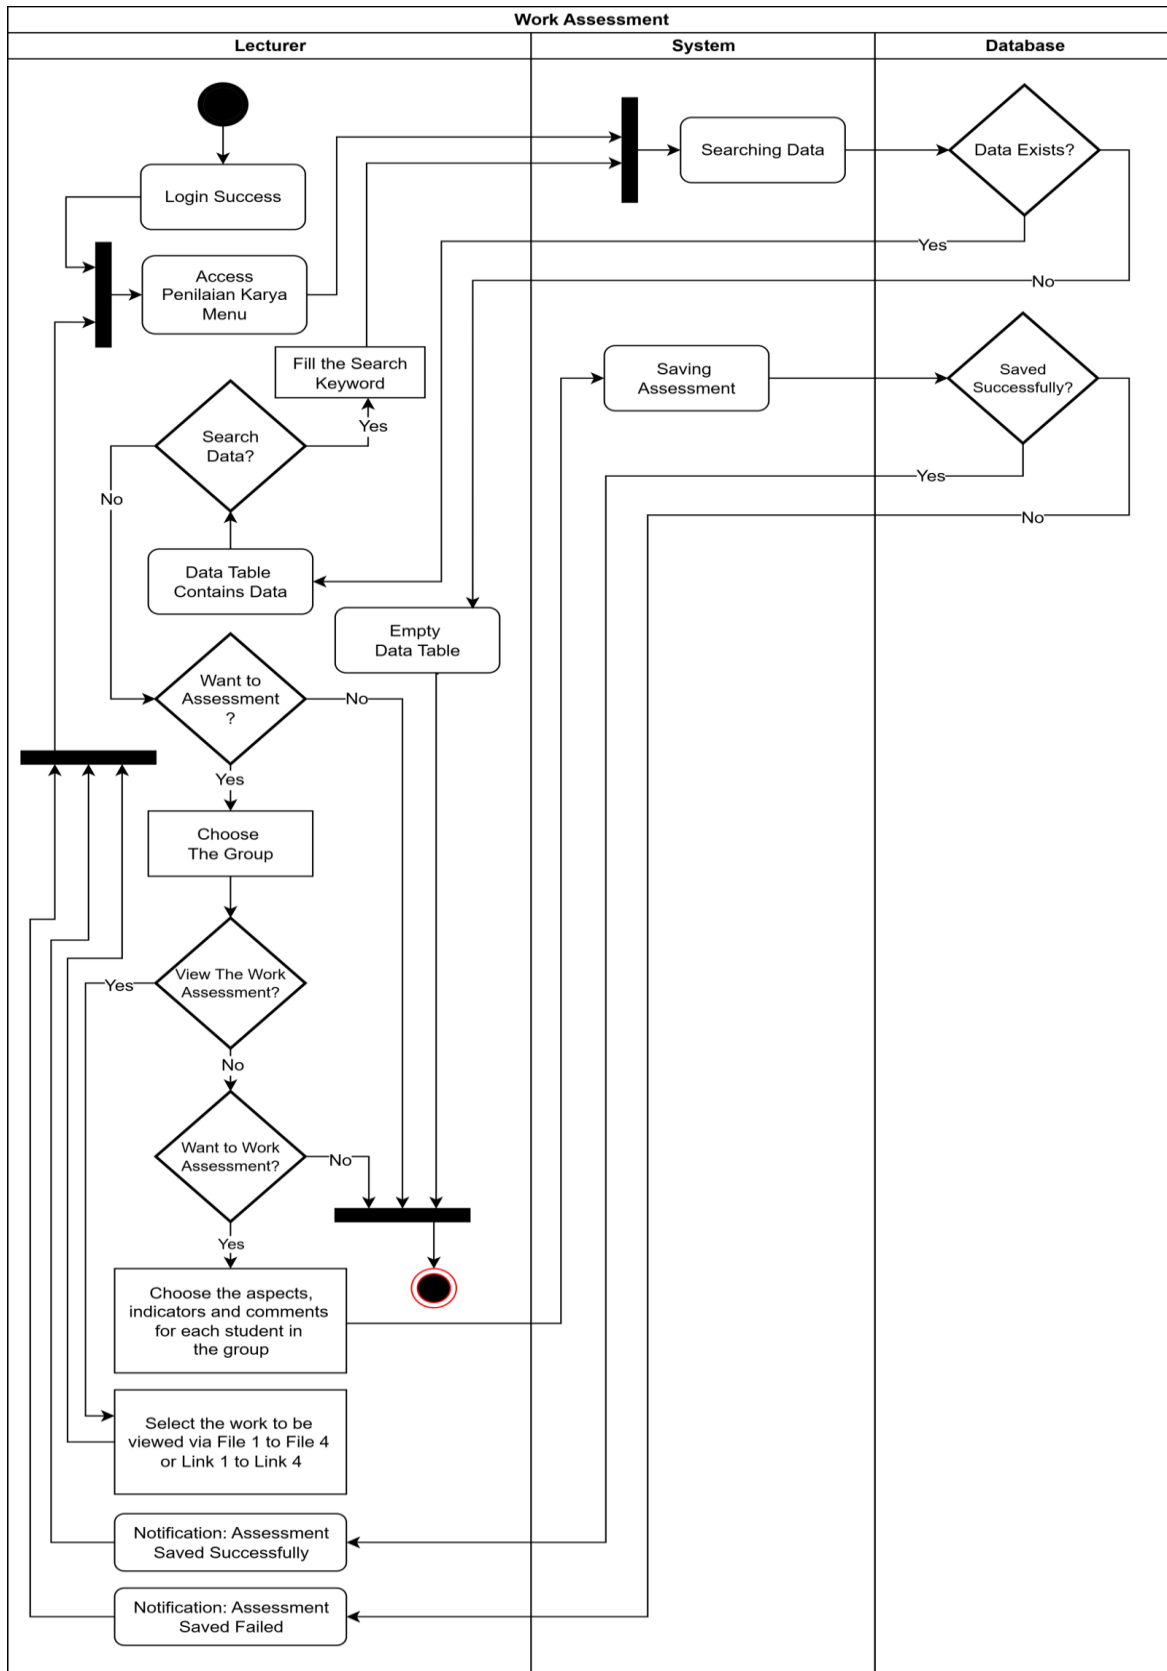 Work Assessment
Lecturer
System
Database
Login Success
Searching Data
Data Exists?
Yes
No
Access
Penilaian Karya
Menu
Fill the Search
Keyword
Saving
Assessment
Saved
Successfully?
Search
Data?
Yes
No
Yes
No
Data Table
Contains Data
Empty
Data Table
Want to
Assessment
?
No
Yes
Choose
The Group
View The Work
Assessment?
Yes
No
Want to Work
Assessment?
No
Yes
Choose the aspects,
indicators and comments
for each student in
the group
Select the work to be
viewed via File 1 to File 4
or Link 1 to Link 4
Notification: Assessment
Saved Successfully
Notification: Assessment
Saved Failed